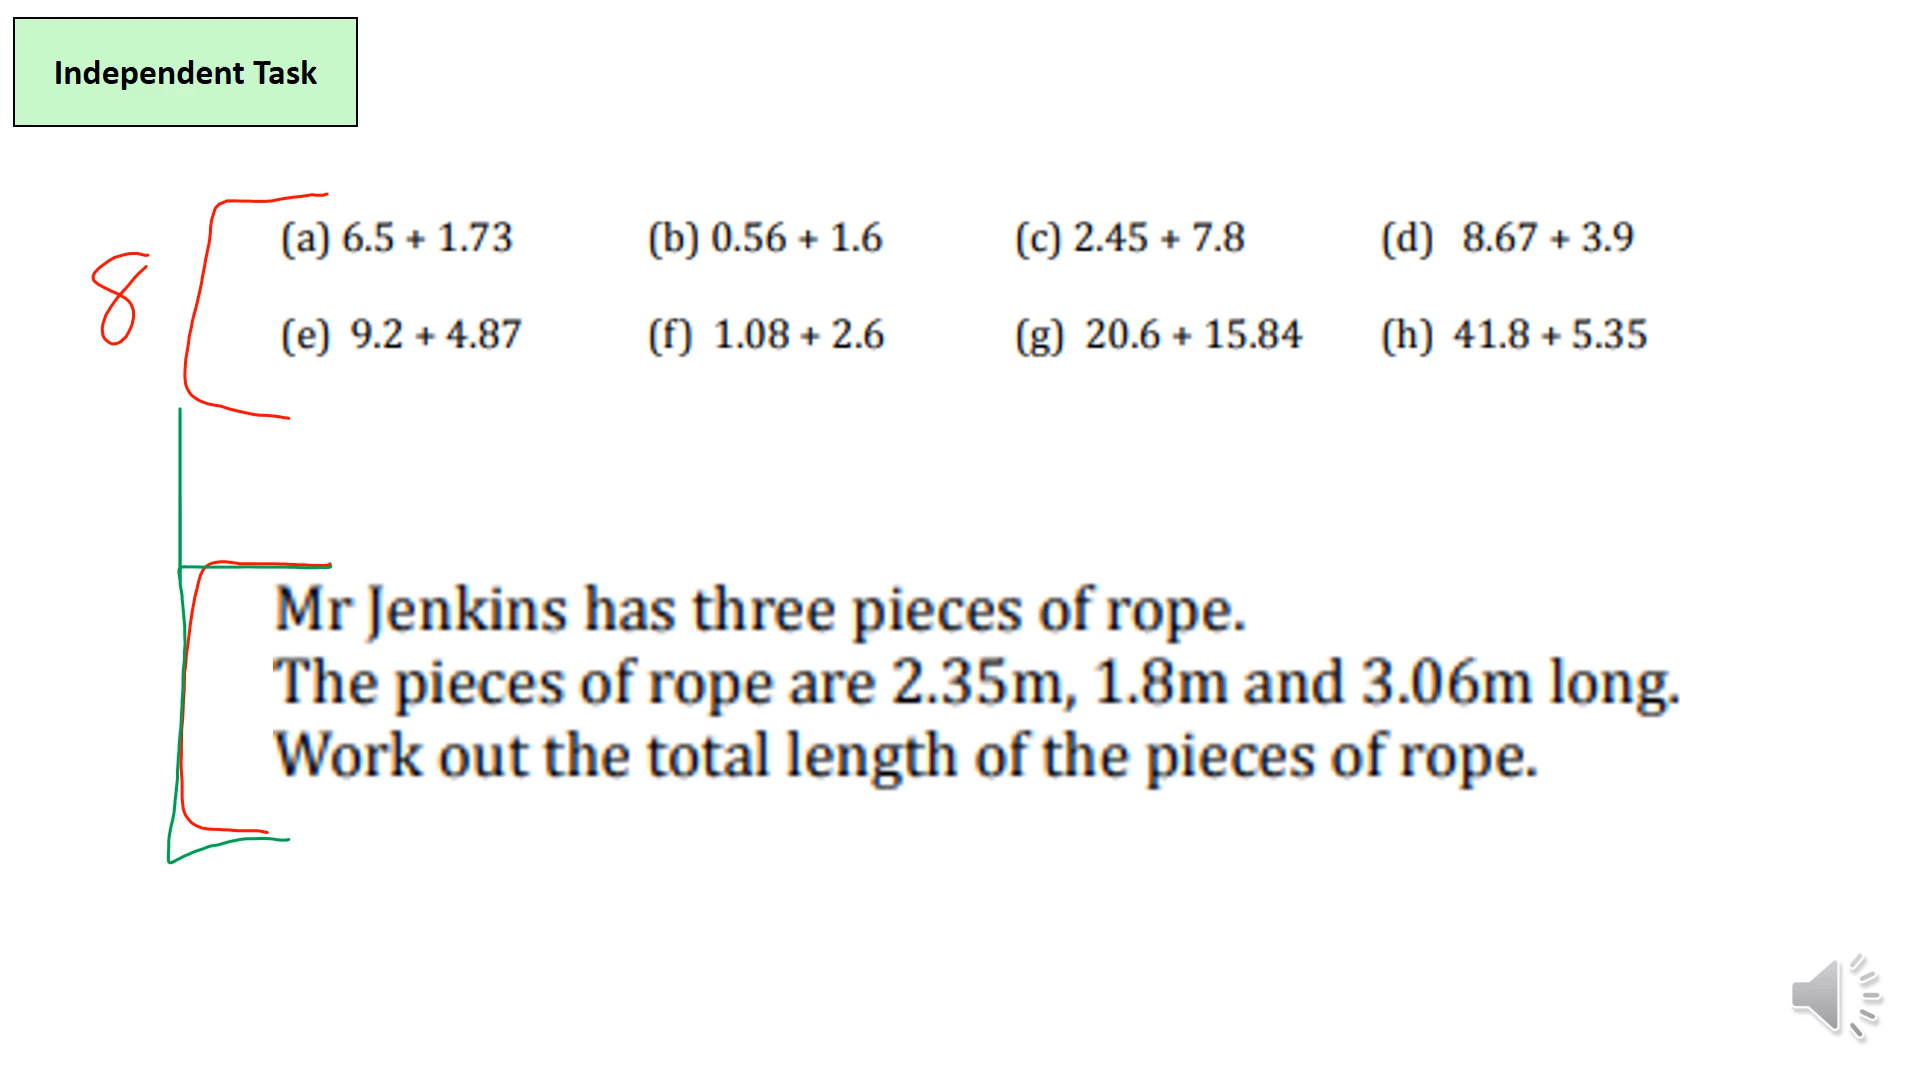 Independent Task
8
(a) 6.5 + 1.73 (b) 0.56 + 1.6 (c) 2.45 + 7.8 (d) 8.67 + 3.9
(e) 9.2 + 4.87 (f) 1.08 + 2.6 (g) 20.6 + 15.84 (h) 41.8 + 5.35
Mr Jenkins has three pieces of rope.
The pieces of rope are 2.35m, 1.8m and 3.06m long.
Work out the total length of the pieces of rope.